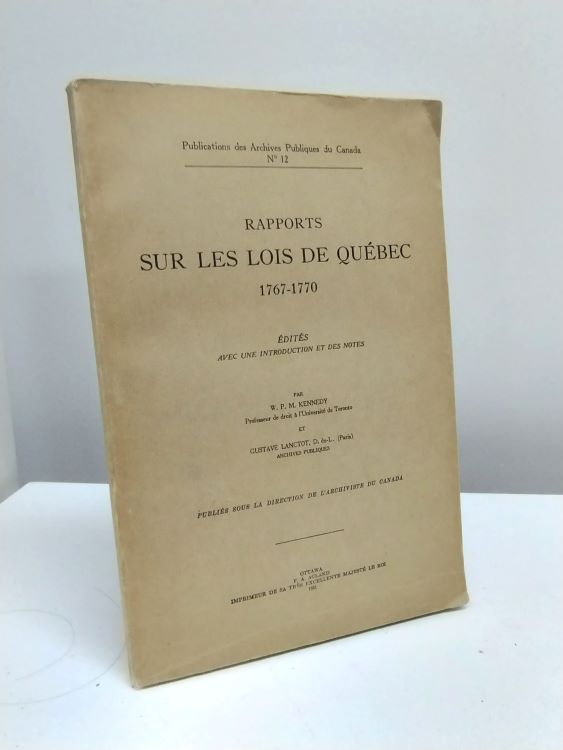 Publications des Archives Publiques du Canada
N° 12
RAPPORTS
SUR LES LOIS DE QUÉBEC
1767-1770
ÉDITÉS
AVEC UNE INTRODUCTION ET DES NOTES
PAR
W. P. M. KENNEDY
Professeur de droit à l'Université de Toronto
ET
GUSTAVE LANCTOT, D. ès-L. (Paris)
ARCHIVES PUBLIQUES
PUBLIÉS SOUS LA DIRECTION DE L'ARCHIVISTE DU CANADA
OTTAWA
F. A. ACLAND
IMPRIMEUR DE SA TRÈS EXCELLENTE MAJESTÉ LE ROI